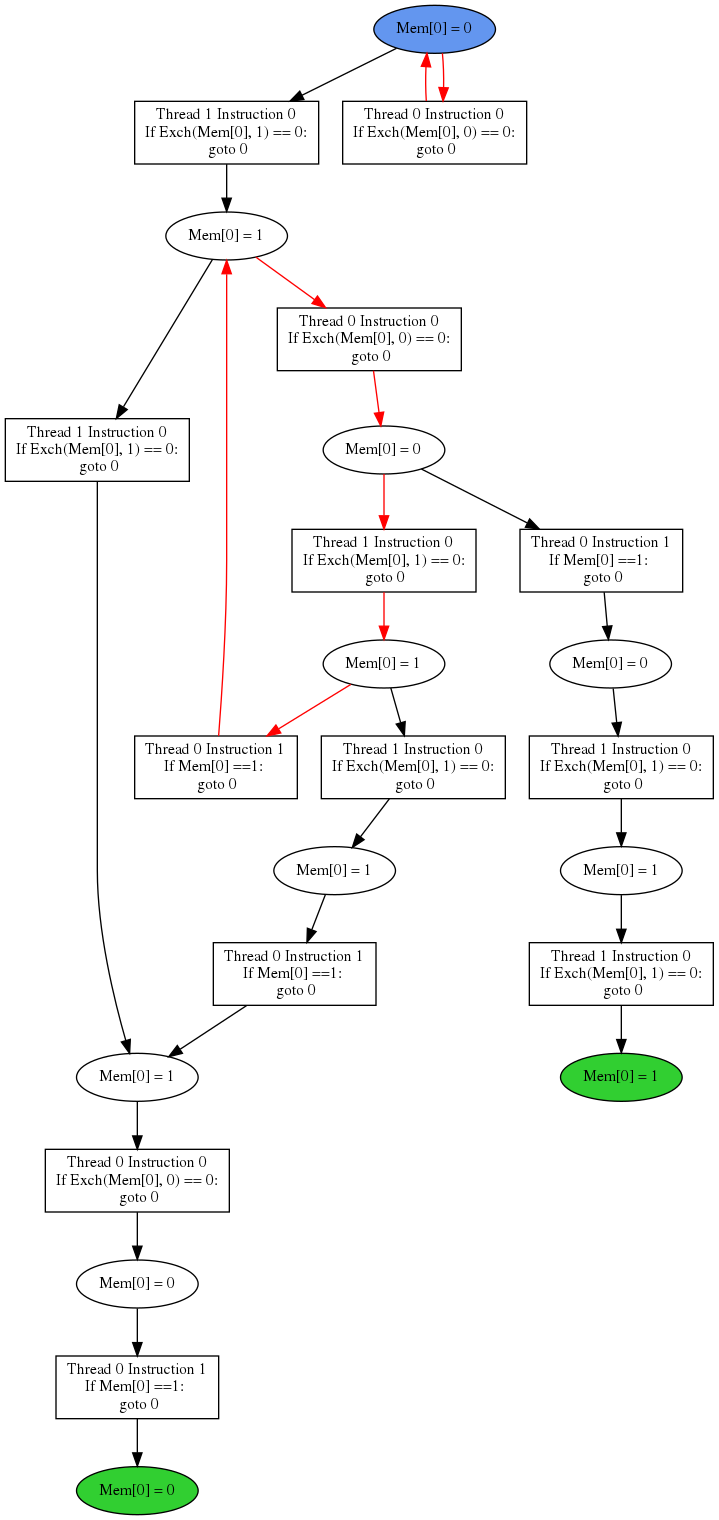 Mem[0] = 0
Thread 1 Instruction 0
If Exch(Mem[0], 1) == 0:
goto 0
Thread 0 Instruction 0
If Exch(Mem[0], 0) == 0:
goto 0
Mem[0] = 1
Thread 0 Instruction 0
If Exch(Mem[0], 0) == 0:
goto 0
Thread 1 Instruction 0
If Exch(Mem[0], 1) == 0:
goto 0
Mem[0] = 0
Thread 1 Instruction 0
If Exch(Mem[0], 1) == 0:
goto 0
Thread 0 Instruction 1
If Mem[0] ==1:
goto 0
Mem[0] = 1
Mem[0] = 0
Thread 0 Instruction 1
If Mem[0] ==1:
goto 0
Thread 1 Instruction 0
If Exch(Mem[0], 1) == 0:
goto 0
Thread 1 Instruction 0
If Exch(Mem[0], 1) == 0:
goto 0
Mem[0] = 1
Mem[0] = 1
Thread 0 Instruction 1
If Mem[0] ==1:
goto 0
Thread 1 Instruction 0
If Exch(Mem[0], 1) == 0:
goto 0
Mem[0] = 1
Mem[0] = 1
Thread 0 Instruction 0
If Exch(Mem[0], 0) == 0:
goto 0
Mem[0] = 0
Thread 0 Instruction 1
If Mem[0] ==1:
goto 0
Mem[0] = 0